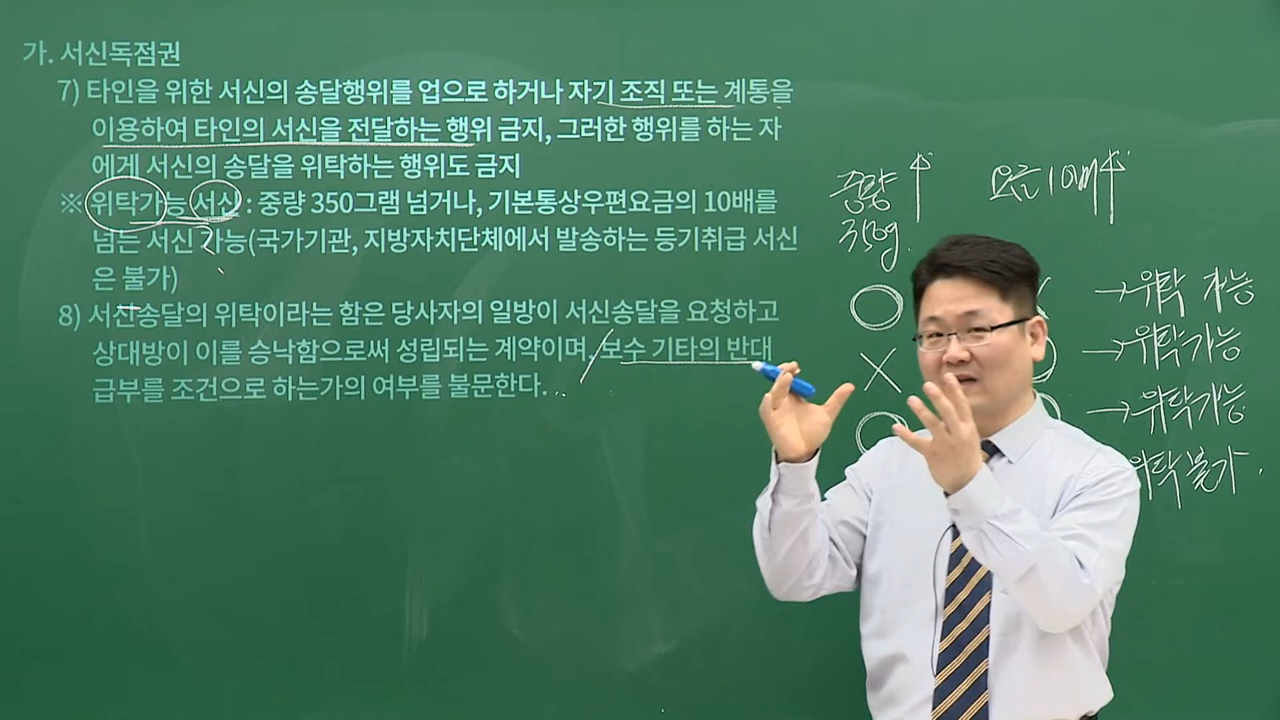 가. 서신독점권
7) 타인을 위한 서신의 송달행위를 업으로 하거나 자기 조직 또는 계통을
이용하여 타인의 서신을 전달하는 행위 금지, 그러한 행위를 하는 자
에게 서신의 송달을 위탁하는 행위도 금지
※ 위탁가능 서신 : 중량 350그램 넘거나, 기본통상우편요금의 10배를
넘는 서신 가능(국가기관, 지방자치단체에서 발송하는 등기취급 서신
은 불가)
8) 서신송달의 위탁이라는 함은 당사자의 일방이 서신송달을 요청하고
상대방이 이를 승낙함으로써 성립되는 계약이며, 보수 기타의 반대
급부를 조건으로 하는가의 여부를 불문한다...
중량 ↑ 요금 10배 ↑
350g.
○ → 위탁 가능
X → 위탁가능
○ → 위탁가능
위탁불가.